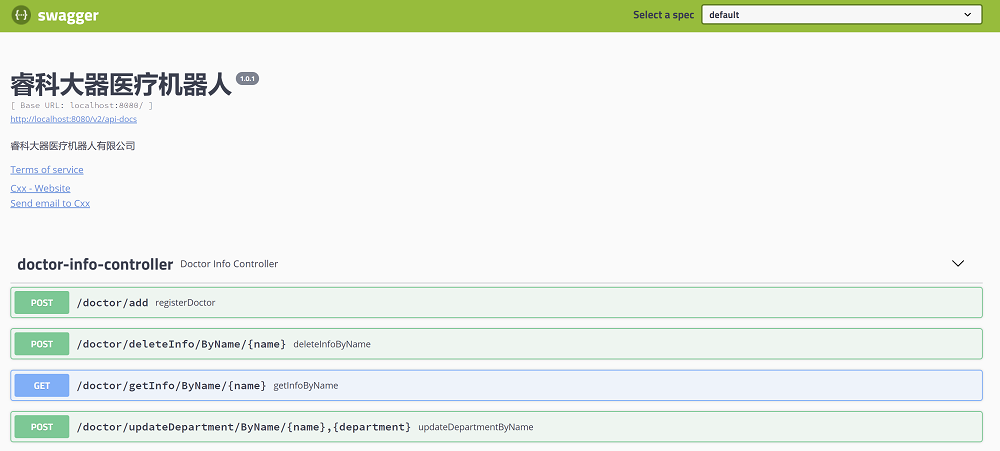 swagger
Select a spec default
睿科大器医疗机器人 1.0.1
[ Base URL: localhost:8080/ ]
http://localhost:8080/v2/api-docs
睿科大器医疗机器人有限公司
Terms of service
Cxx - Website
Send email to Cxx
doctor-info-controller Doctor Info Controller
POST /doctor/add registerDoctor
POST /doctor/deleteInfo/ByName/{name} deleteInfoByName
GET /doctor/getInfo/ByName/{name} getInfoByName
POST /doctor/updateDepartment/ByName/{name},{department} updateDepartmentByName